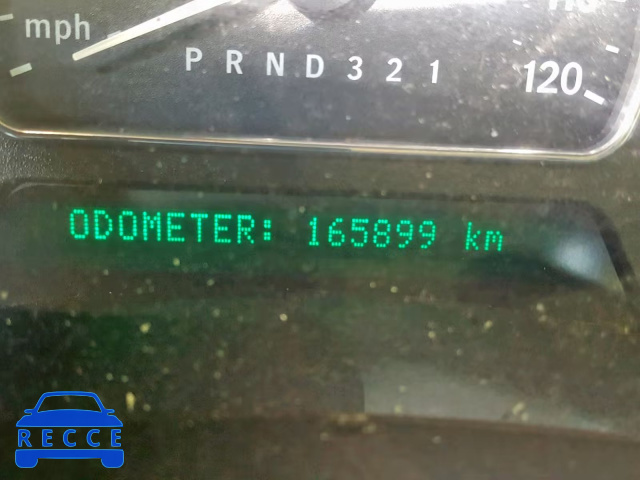 mph
P R N D 3 2 1
120
ODOMETER: 165899 km
RECCE